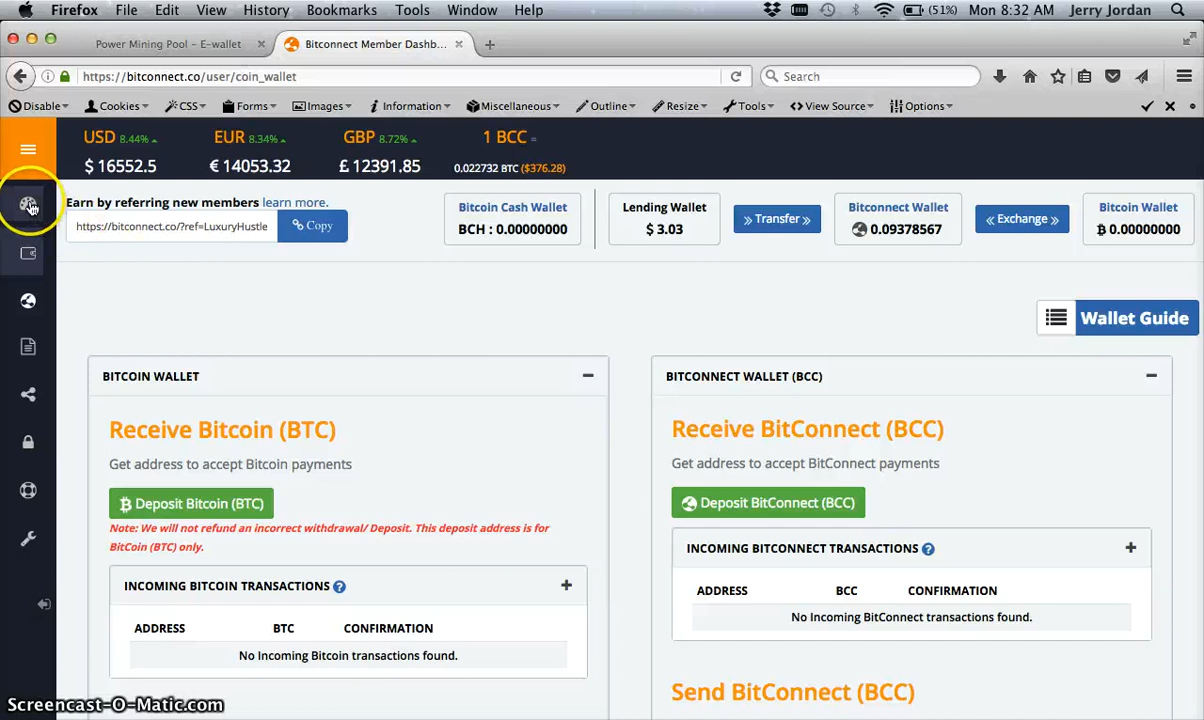 Firefox File Edit View History Bookmarks Tools Window Help (51%) Mon 8:32 AM Jerry Jordan
Power Mining Pool - E-wallet × Bitconnect Member Dashb... × +
https://bitconnect.co/user/coin_wallet Search
Disable Cookies CSS Forms Images Information Miscellaneous Outline Resize Tools View Source Options
USD 8.44% EUR 8.34% GBP 8.72% 1 BCC =
$ 16552.5 € 14053.32 £ 12391.85 0.022732 BTC ($376.28)
Earn by referring new members learn more.
https://bitconnect.co/?ref=LuxuryHustle Copy
Bitcoin Cash Wallet
BCH : 0.00000000
Lending Wallet
$ 3.03
Transfer
Bitconnect Wallet
0.09378567
Exchange
Bitcoin Wallet
0.00000000
Wallet Guide
BITCOIN WALLET
Receive Bitcoin (BTC)
Get address to accept Bitcoin payments
Deposit Bitcoin (BTC)
Note: We will not refund an incorrect withdrawal/ Deposit. This deposit address is for
BitCoin (BTC) only.
INCOMING BITCOIN TRANSACTIONS ? +
ADDRESS BTC CONFIRMATION
No Incoming Bitcoin transactions found.
BITCONNECT WALLET (BCC)
Receive BitConnect (BCC)
Get address to accept BitConnect payments
Deposit BitConnect (BCC)
INCOMING BITCONNECT TRANSACTIONS ? +
ADDRESS BCC CONFIRMATION
No Incoming BitConnect transactions found.
Send BitConnect (BCC)
Screencast-O-Matic.com